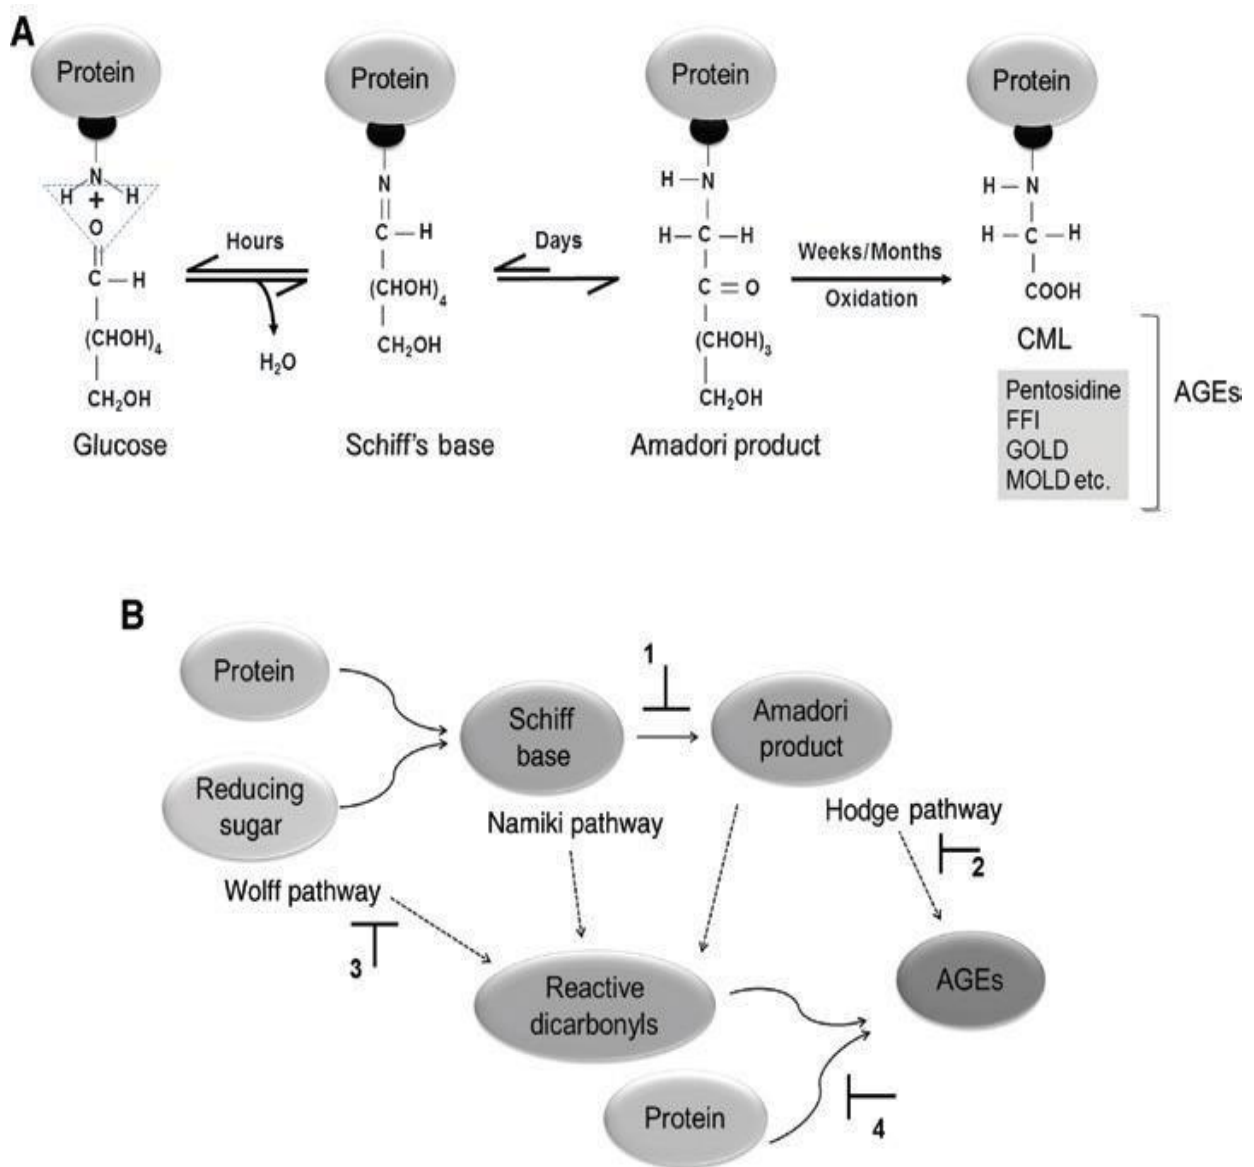 A
Protein
Protein
Protein
Protein
N
H H
+
O
C – H
(CHOH)4
CH2OH
Glucose
Hours
H2O
N
C – H
(CHOH)4
CH2OH
Schiff's base
Days
H – N
H – C – H
C = O
(CHOH)3
CH2OH
Amadori product
Weeks/Months
Oxidation
H – N
H – C – H
COOH
CML
Pentosidine
FFI
GOLD
MOLD etc.
AGEs
B
Protein
Reducing
sugar
Schiff
base
1
Amadori
product
Namiki pathway
Hodge pathway
2
Wolff pathway
3
Reactive
dicarbonyls
AGEs
Protein
4